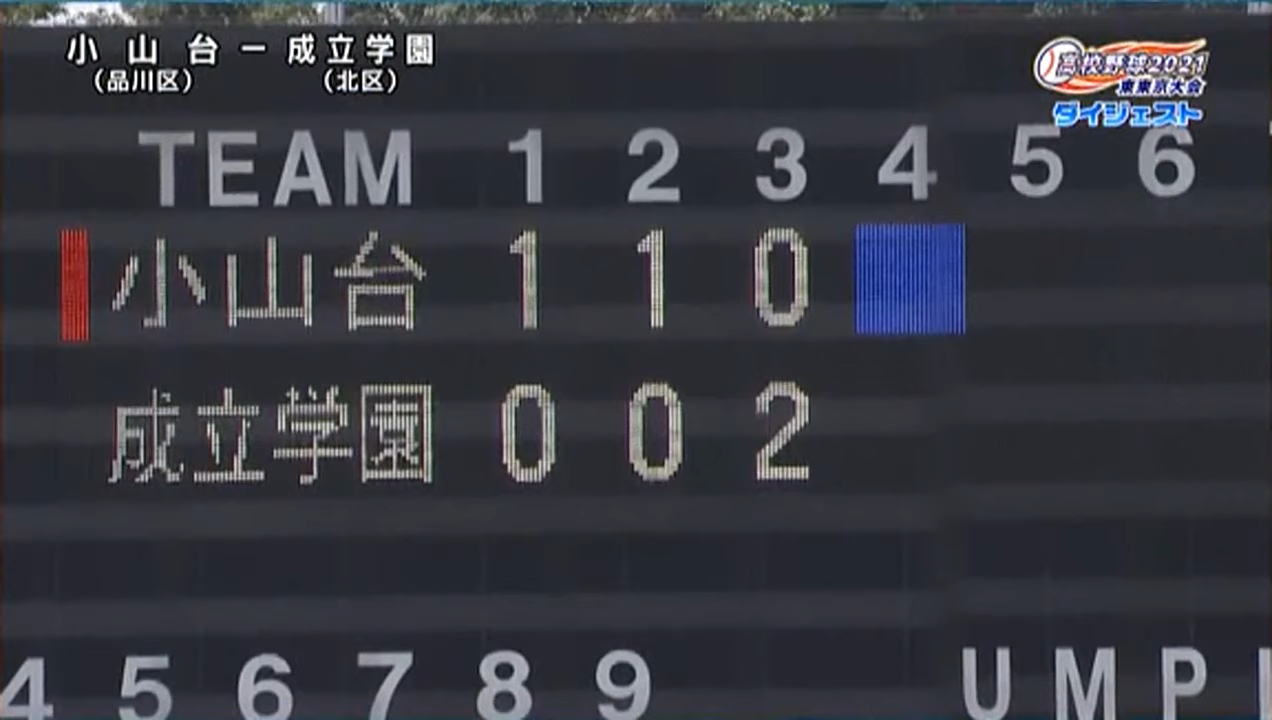 小山台ー成立学園
(品川区) (北区)
高校野球2021
東東京大会
ダイジェスト
TEAM 1 2 3 4 5 6
小山台 1 1 0
成立学園 0 0 2
4 5 6 7 8 9 UMPI